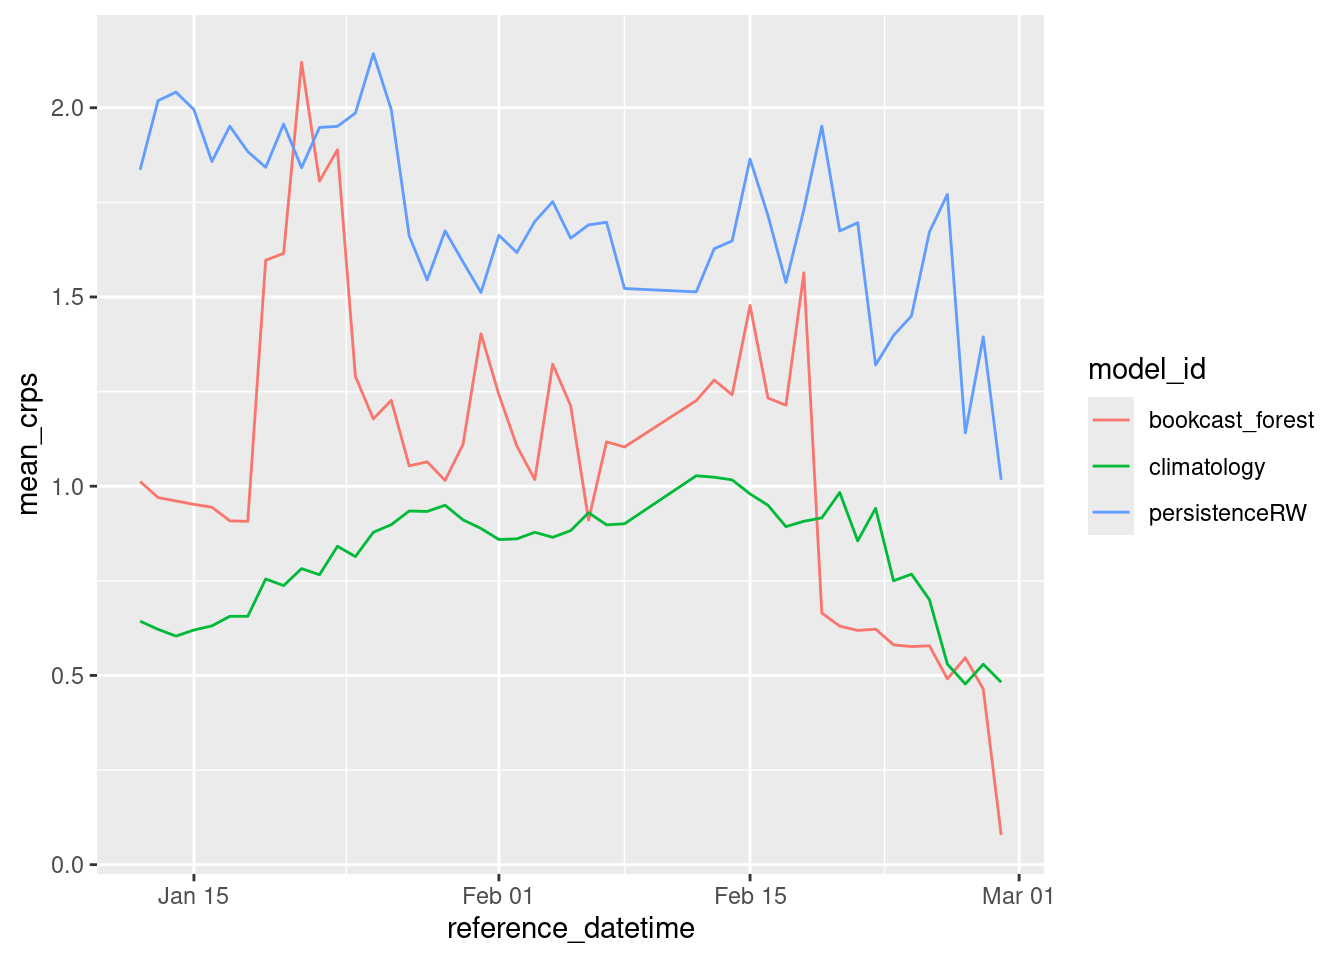 2.0
1.5
1.0
0.5
0.0
mean_crps
Jan 15
Feb 01
Feb 15
Mar 01
reference_datetime
model_id
bookcast_forest
climatology
persistenceRW